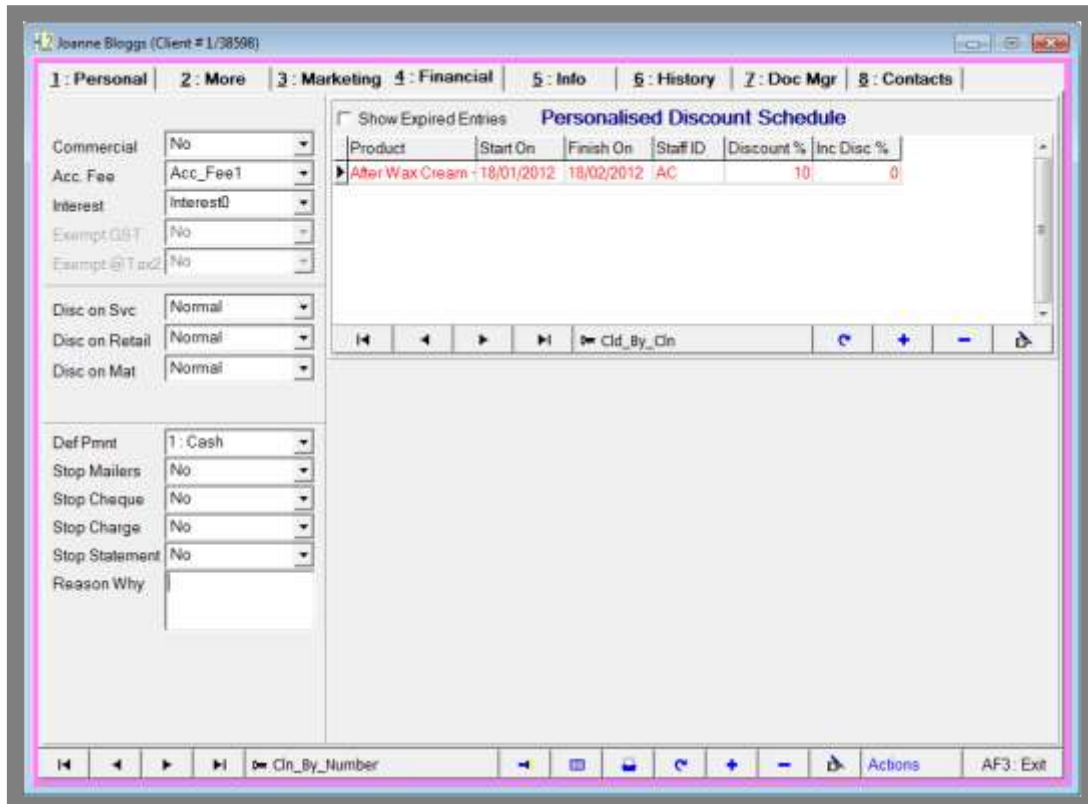 Joanne Bloggs (Client # 1/38598)
1 : Personal 2 : More 3 : Marketing 4 : Financial 5 : Info 6 : History 7 : Doc Mgr 8 : Contacts
Show Expired Entries Personalised Discount Schedule
Product Start On Finish On Staff ID Discount % Inc Disc %
After Wax Cream - 18/01/2012 18/02/2012 AC 10 0
Cld_By_Cln
Commercial No
Acc. Fee Acc_Fee1
Interest Interest0
Exempt GST No
Exempt @Tax2 No
Disc on Svc Normal
Disc on Retail Normal
Disc on Mat Normal
Def Pmnt 1 : Cash
Stop Mailers No
Stop Cheque No
Stop Charge No
Stop Statement No
Reason Why
Cln_By_Number Actions AF3: Exit